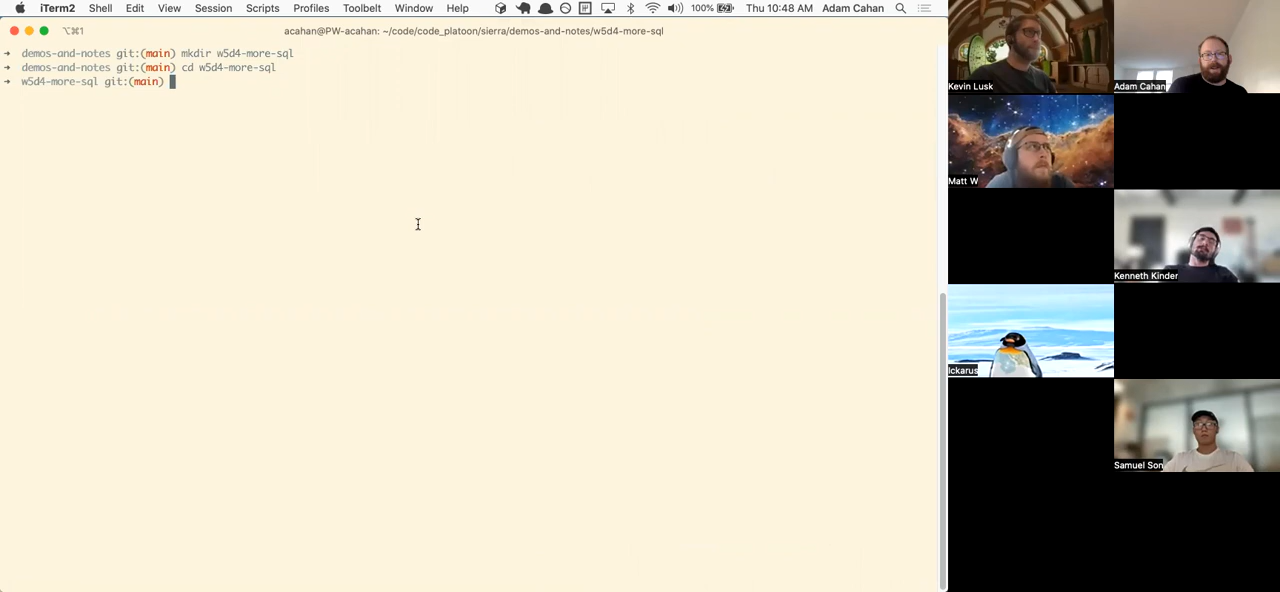 iTerm2 Shell Edit View Session Scripts Profiles Toolbelt Window Help 100% Thu 10:48 AM Adam Cahan
⌥⌘1 acahan@PW-acahan: ~/code/code_platoon/sierra/demos-and-notes/w5d4-more-sql
➜ demos-and-notes git:(main) mkdir w5d4-more-sql
➜ demos-and-notes git:(main) cd w5d4-more-sql
➜ w5d4-more-sql git:(main)
Kevin Lusk
Adam Cahan
Matt W
Kenneth Kinder
Ickarus
Samuel Son